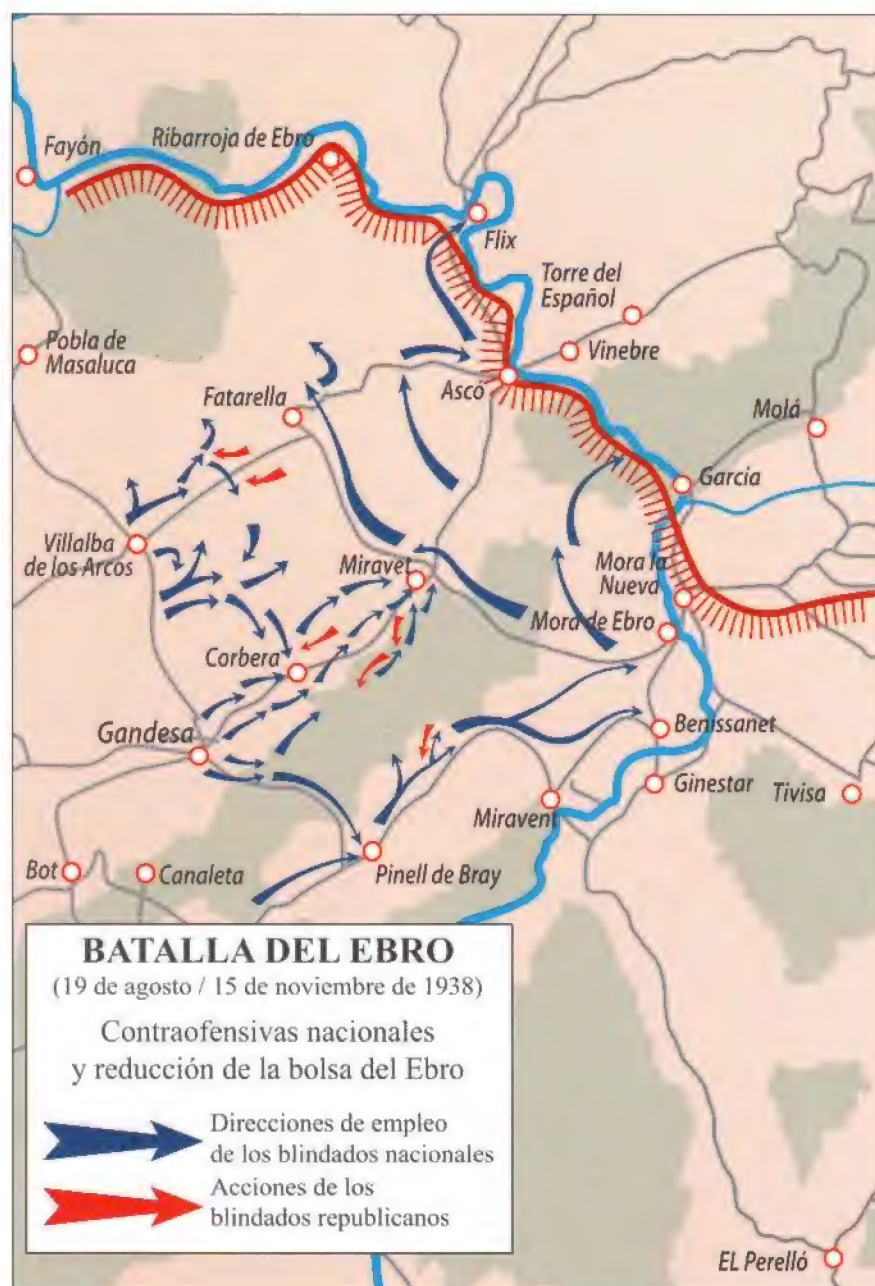 Fayón
Ribarroja de Ebro
Flix
Torre del
Español
Pobla de
Masaluca
Vinebre
Ascó
Fatarella
Molá
Garcia
Villalba
de los Arcos
Miravet
Mora la
Nueva
Mora de Ebro
Corbera
Gandesa
Benissanet
Ginestar
Tivisa
Miravent
Bot
Canaleta
Pinell de Bray
BATALLA DEL EBRO
(19 de agosto / 15 de noviembre de 1938)
Contraofensivas nacionales
y reducción de la bolsa del Ebro
Direcciones de empleo
de los blindados nacionales
Acciones de los
blindados republicanos
EL Perelló